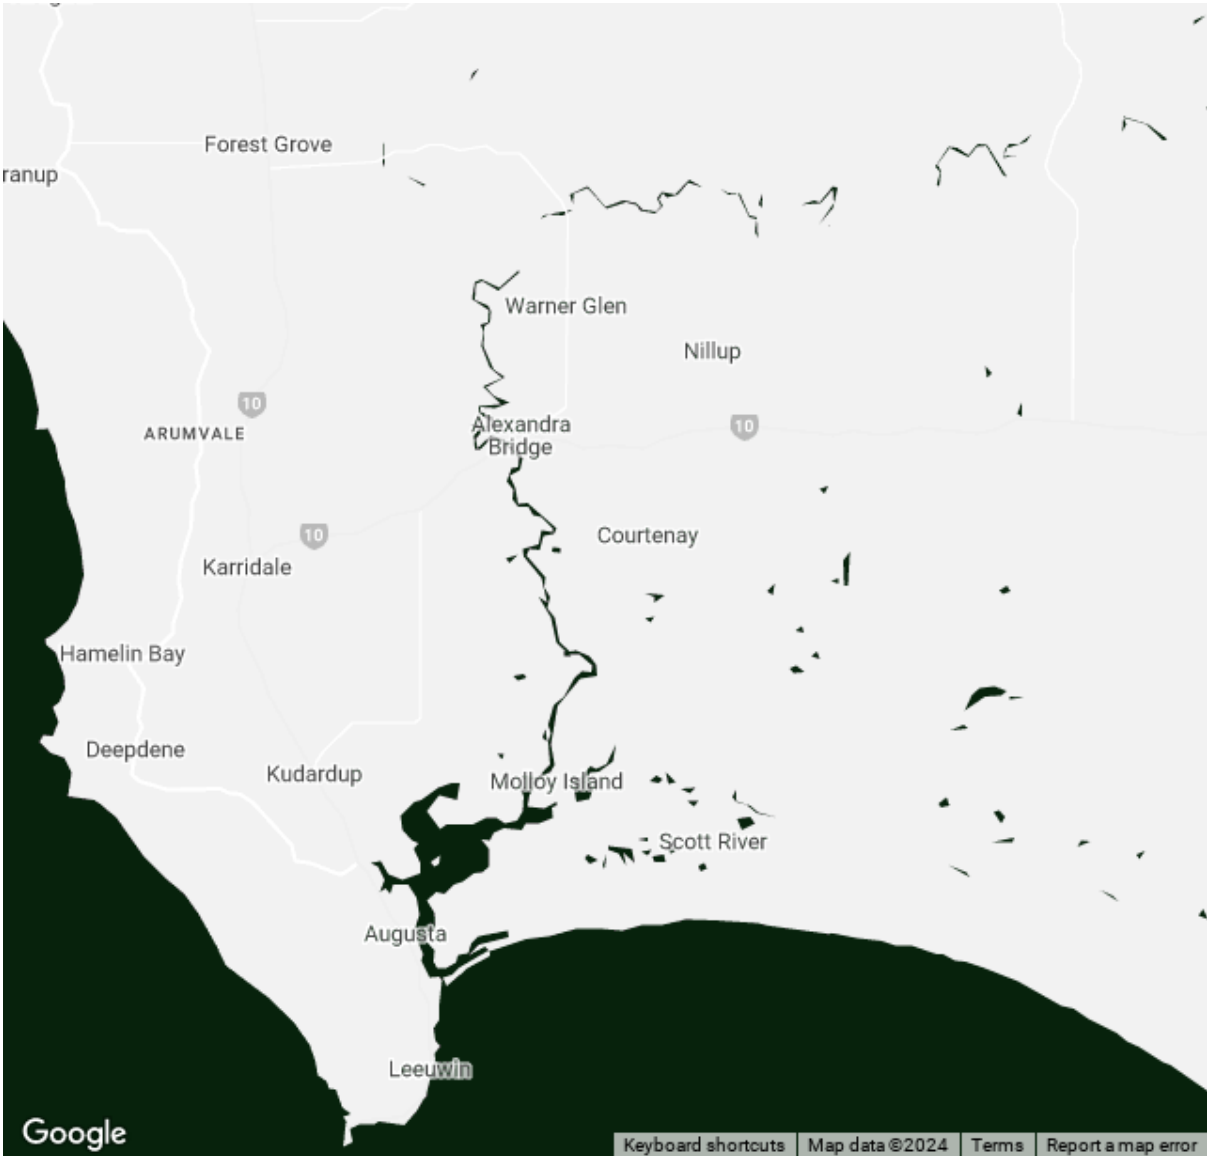 Forest Grove
ranup
Warner Glen
Nillup
10
ARUMVALE
10
Alexandra
Bridge
10
Courtenay
Karridale
Hamelin Bay
Deepdene
Kudardup
Molloy Island
Scott River
Augusta
Leeuwin
Google
Keyboard shortcuts
Map data ©2024
Terms
Report a map error